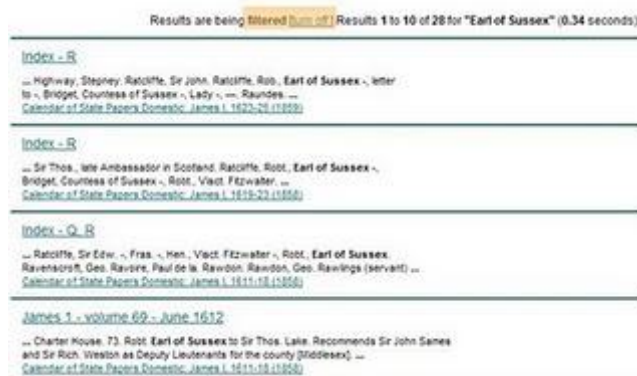 Results are being filtered [turn off] Results 1 to 10 of 28 for "Earl of Sussex" (0.34 seconds)
Index - R
... Highway, Stepney. Ratcliffe, Sir John. Ratcliffe, Rob., Earl of Sussex -, letter
to -, Bridget, Countess of Sussex -, Lady -, —. Raundes. ...
Calendar of State Papers Domestic: James I, 1623-25 (1859)
Index - R
... Sir Thos., late Ambassador in Scotland. Ratcliffe, Robt., Earl of Sussex -,
Bridget, Countess of Sussex -, Robt., Visct. Fitzwalter. ...
Calendar of State Papers Domestic: James I, 1619-23 (1858)
Index - Q, R
... Ratcliffe, Sir Edw. -, Fras. -, Hen., Visct. Fitzwalter -, Robt., Earl of Sussex.
Ravenscroft, Geo. Ravoire, Paul de la. Rawdon. Rawdon, Geo. Rawlings (servant) ...
Calendar of State Papers Domestic: James I, 1611-18 (1858)
James 1 - volume 69 - June 1612
... Charter House. 73. Robt. Earl of Sussex to Sir Thos. Lake. Recommends Sir John Sames
and Sir Rich. Weston as Deputy Lieutenants for the county [Middlesex]. ...
Calendar of State Papers Domestic: James I, 1611-18 (1858)